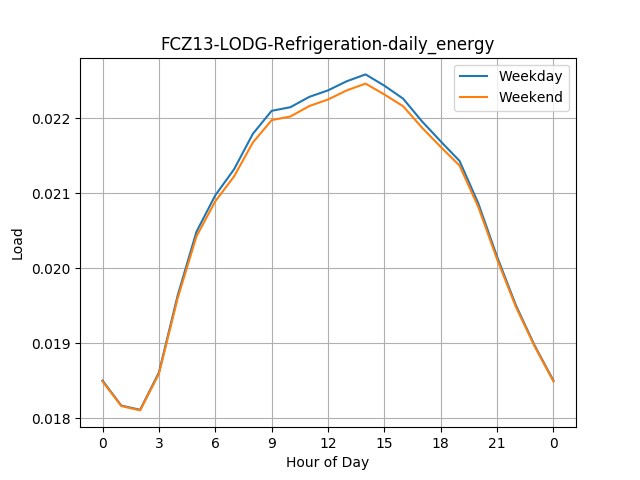 FCZ13-LODG-Refrigeration-daily_energy
Weekday
Weekend
Load
0.022
0.021
0.020
0.019
0.018
0 3 6 9 12 15 18 21 0
Hour of Day